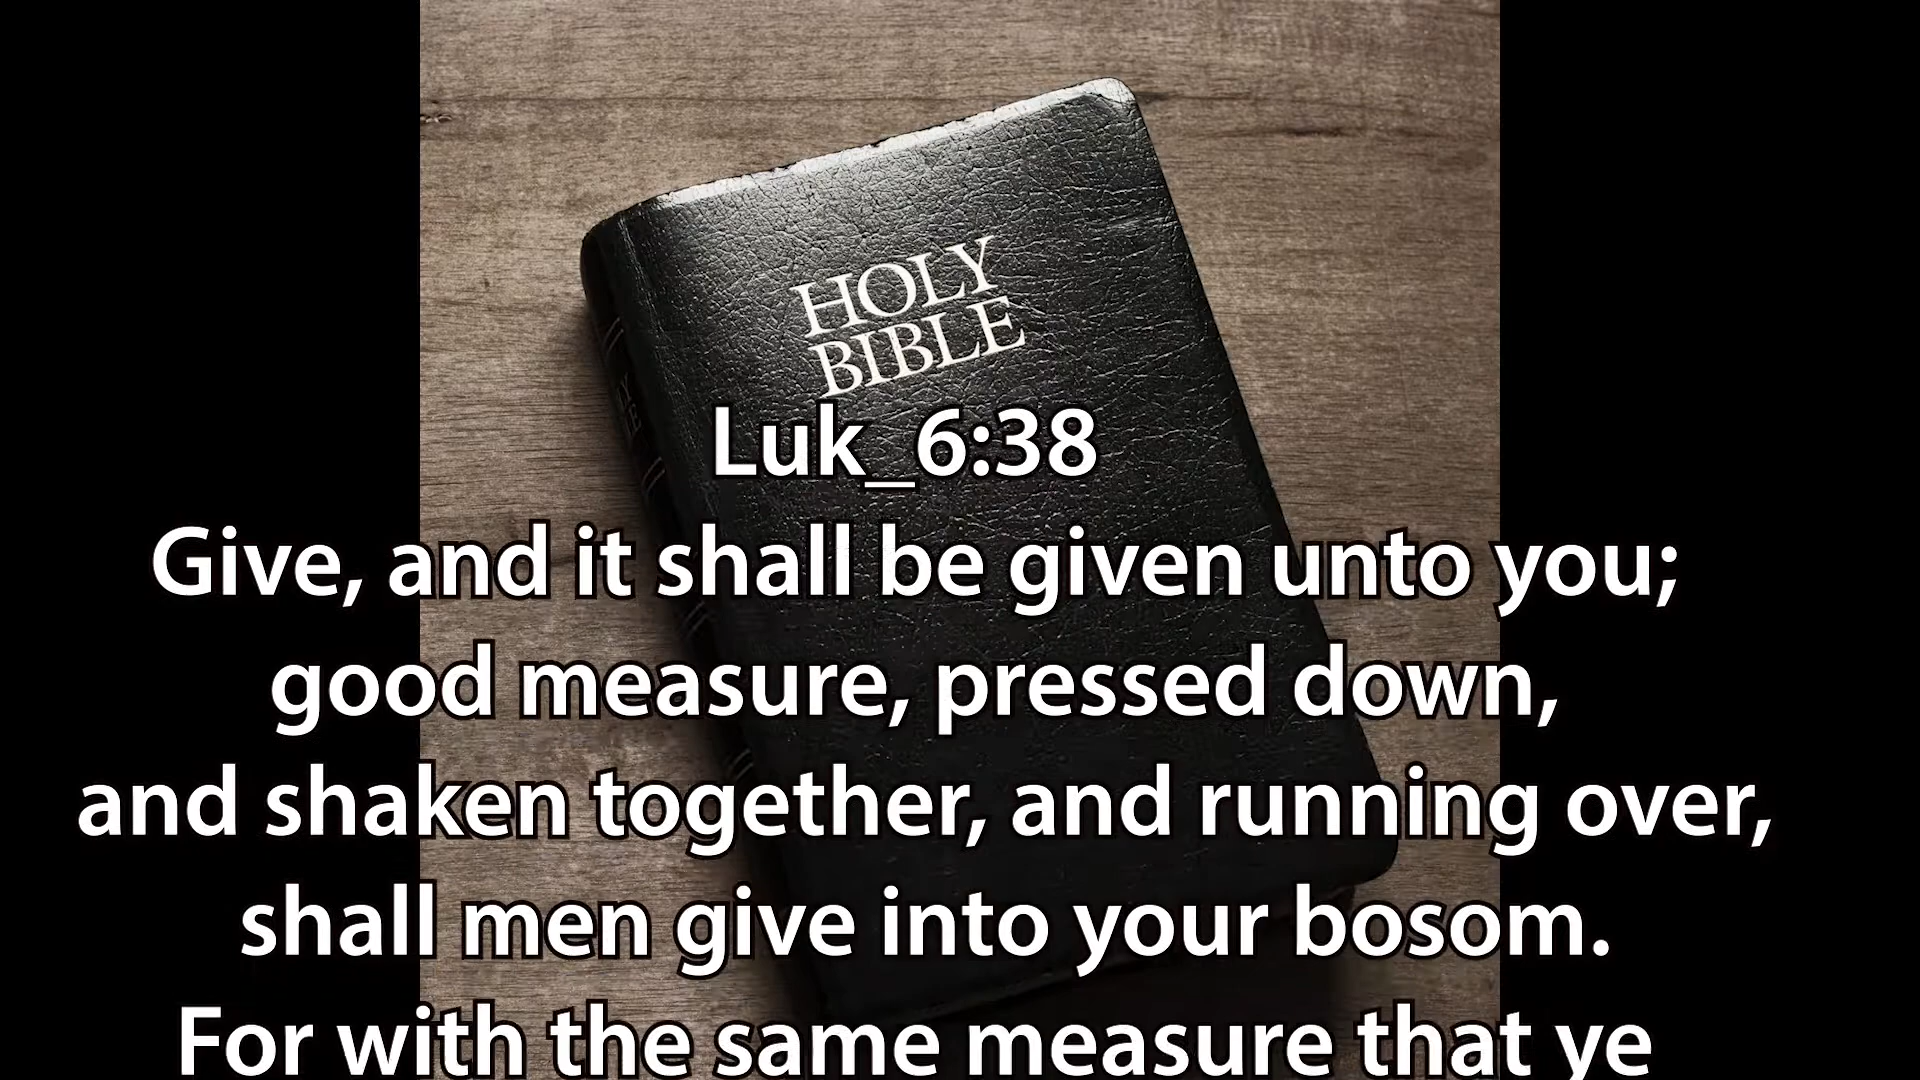 HOLY
BIBLE
Luk_6:38
Give, and it shall be given unto you;
good measure, pressed down,
and shaken together, and running over,
shall men give into your bosom.
For with the same measure that ye